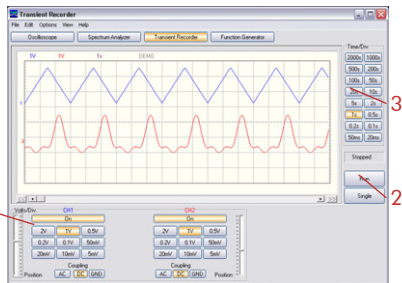 Transient Recorder
File Edit Options View Help
Oscilloscope Spectrum Analyzer Transient Recorder Function Generator
1V 1V 1s DEMO
1
2
Time/Div
2000s 1000s
500s 200s
100s 50s
20s 10s
5s 2s
1s 0.5s
0.2s 0.1s
50ms 20ms
Stopped
Run
Single
3
2
Volts/Div CH1 CH2
On On
2V 1V 0.5V 2V 1V 0.5V
0.2V 0.1V 50mV 0.2V 0.1V 50mV
20mV 10mV 5mV 20mV 10mV 5mV
Coupling Coupling
Position AC DC GND AC DC GND Position